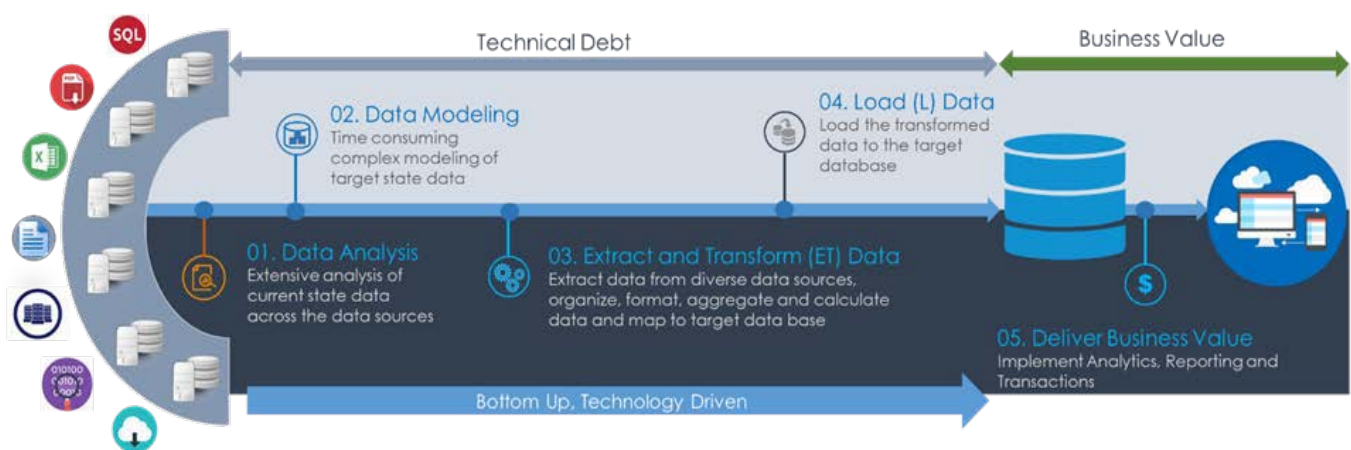 SQL
Technical Debt
Business Value
02. Data Modeling
Time consuming
complex modeling of
target state data
04. Load (L) Data
Load the transformed
data to the target
database
01. Data Analysis
Extensive analysis of
current state data
across the data sources
03. Extract and Transform (ET) Data
Extract data from diverse data sources,
organize, format, aggregate and calculate
data and map to target data base
$
05. Deliver Business Value
Implement Analytics, Reporting and
Transactions
010100
Bottom Up, Technology Driven